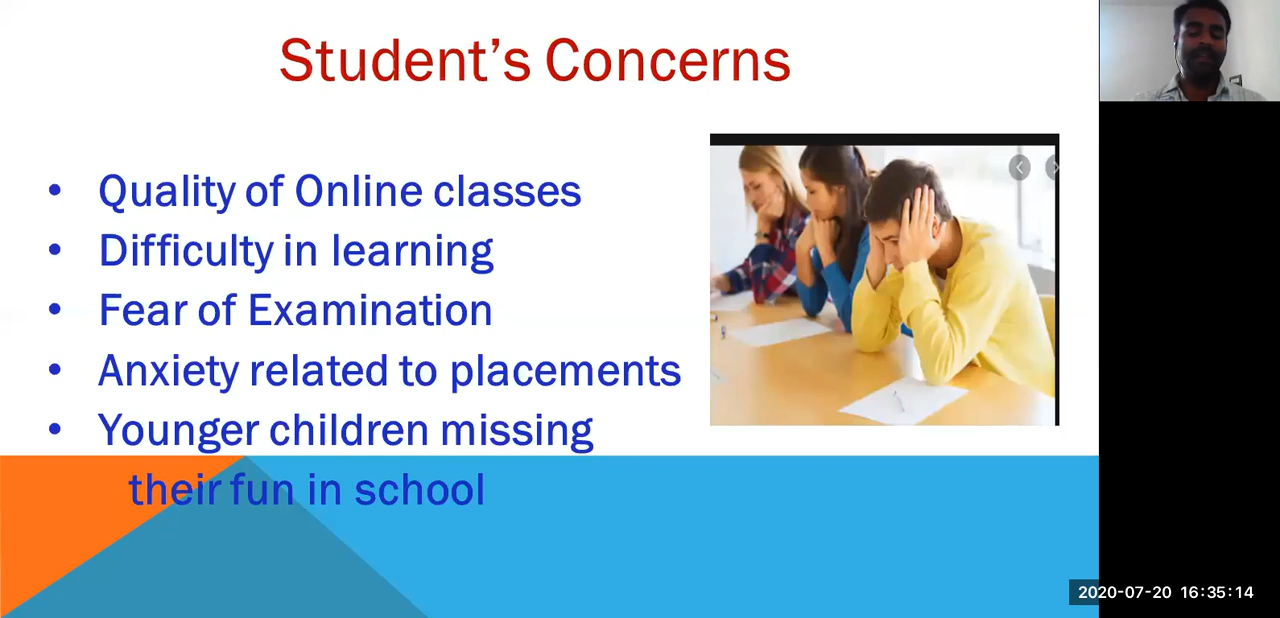 Student's Concerns
• Quality of Online classes
• Difficulty in learning
• Fear of Examination
• Anxiety related to placements
• Younger children missing
their fun in school
2020-07-20 16:35:14